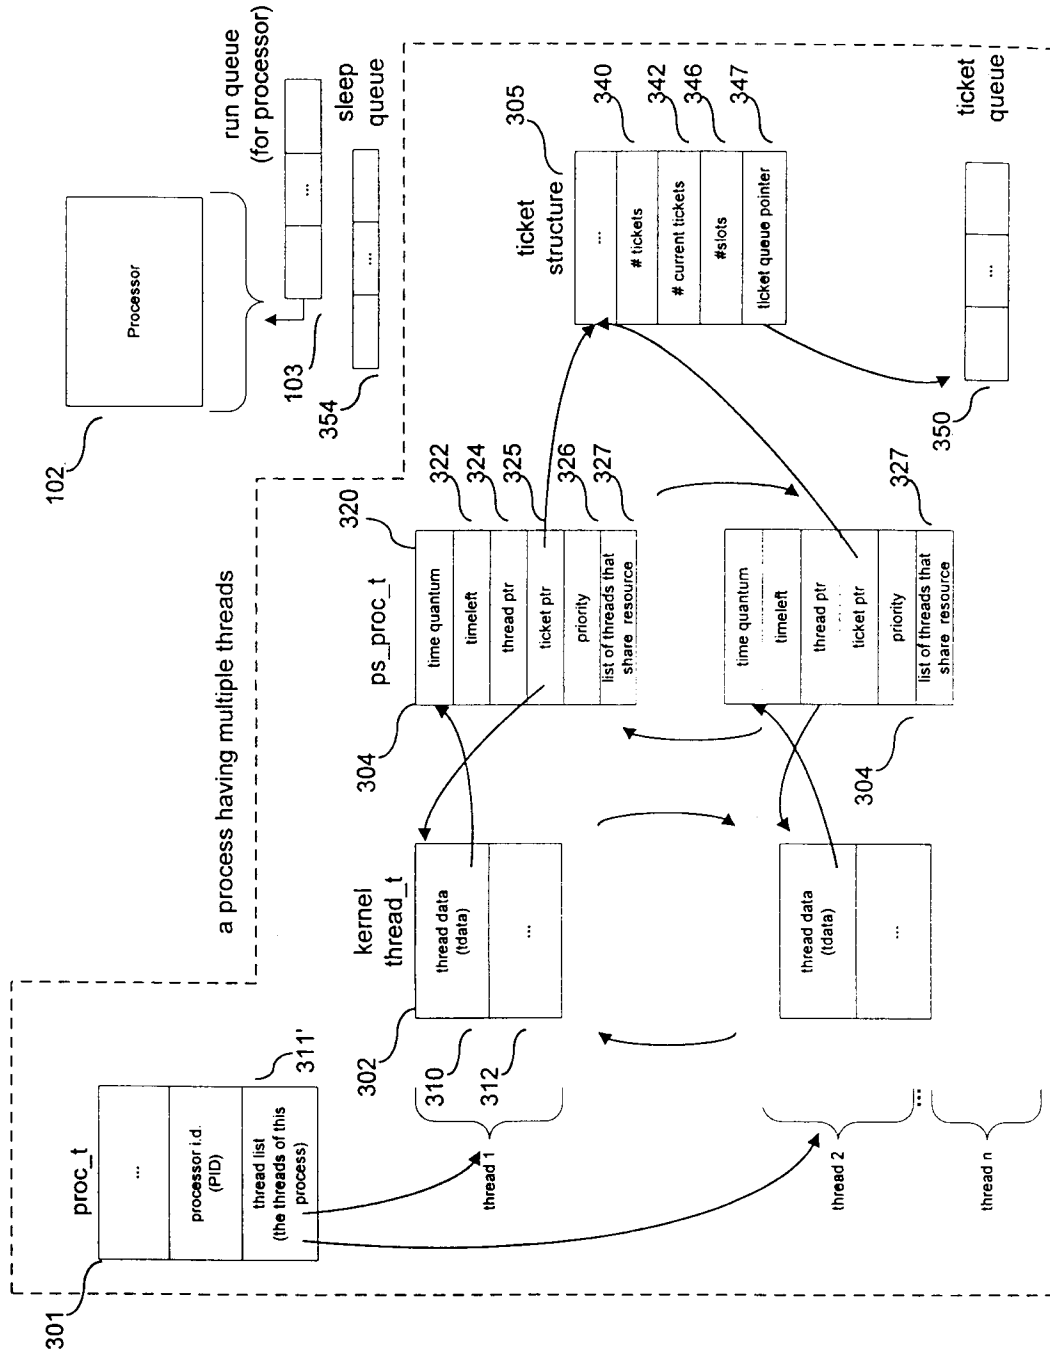 a process having multiple threads
102
Processor
run queue
(for processor)
...
103
sleep
queue
...
354
301
proc_t
...
processor i.d.
(PID)
thread list
(the threads of this
process)
311'
thread 1
thread 2
...
thread n
kernel
thread_t
302
thread data
(tdata)
...
310
312
thread data
(tdata)
...
ps_proc_t
304
320
time quantum
timeleft
thread ptr
ticket ptr
priority
list of threads that
share resource
322
324
325
326
327
time quantum
timeleft
thread ptr
ticket ptr
priority
list of threads that
share resource
304
327
ticket
structure
305
...
# tickets
# current tickets
#slots
ticket queue pointer
340
342
346
347
ticket
queue
...
350